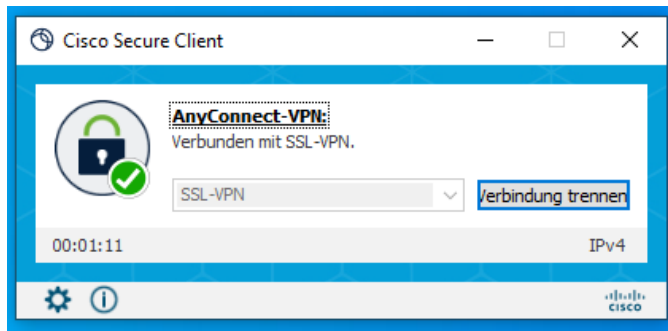 Cisco Secure Client
AnyConnect-VPN:
Verbunden mit SSL-VPN.
SSL-VPN
Verbindung trennen
00:01:11
IPv4
cisco